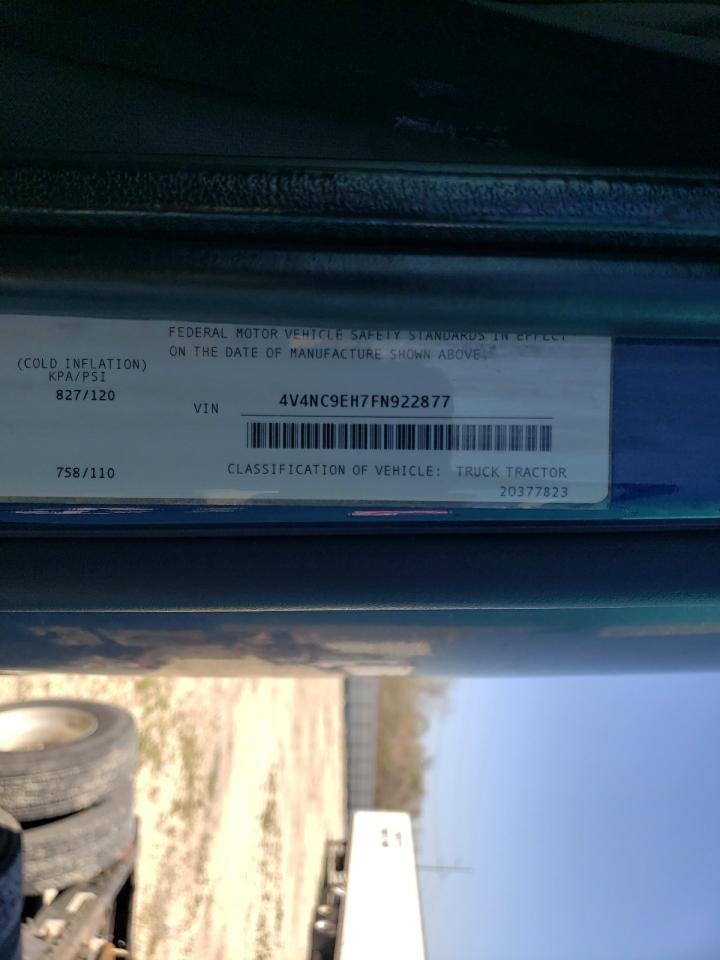 FEDERAL MOTOR VEHICLE SAFETY STANDARDS IN EFFECT
ON THE DATE OF MANUFACTURE SHOWN ABOVE.
(COLD INFLATION)
KPA/PSI
827/120
VIN 4V4NC9EH7FN922877
758/110
CLASSIFICATION OF VEHICLE: TRUCK TRACTOR
20377823